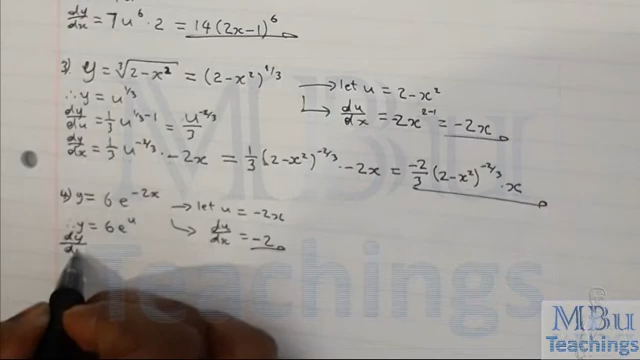 dy/dx = 7u⁶ · 2 = 14(2x-1)⁶
3) y = ∛(2-x²) = (2-x²)^(1/3) → let u = 2-x²
∴ y = u^(1/3) ↳ du/dx = -2x^(2-1) = -2x
dy/du = 1/3 u^(1/3-1) = u^(-2/3)/3
dy/dx = 1/3 u^(-2/3) · -2x = 1/3 (2-x²)^(-2/3) · -2x = -2/3 (2-x²)^(-2/3) · x
4) y = 6e^(-2x) → let u = -2x
∴ y = 6e^u ↳ du/dx = -2
dy/d
MBu
Teachings
MBu
Teachings